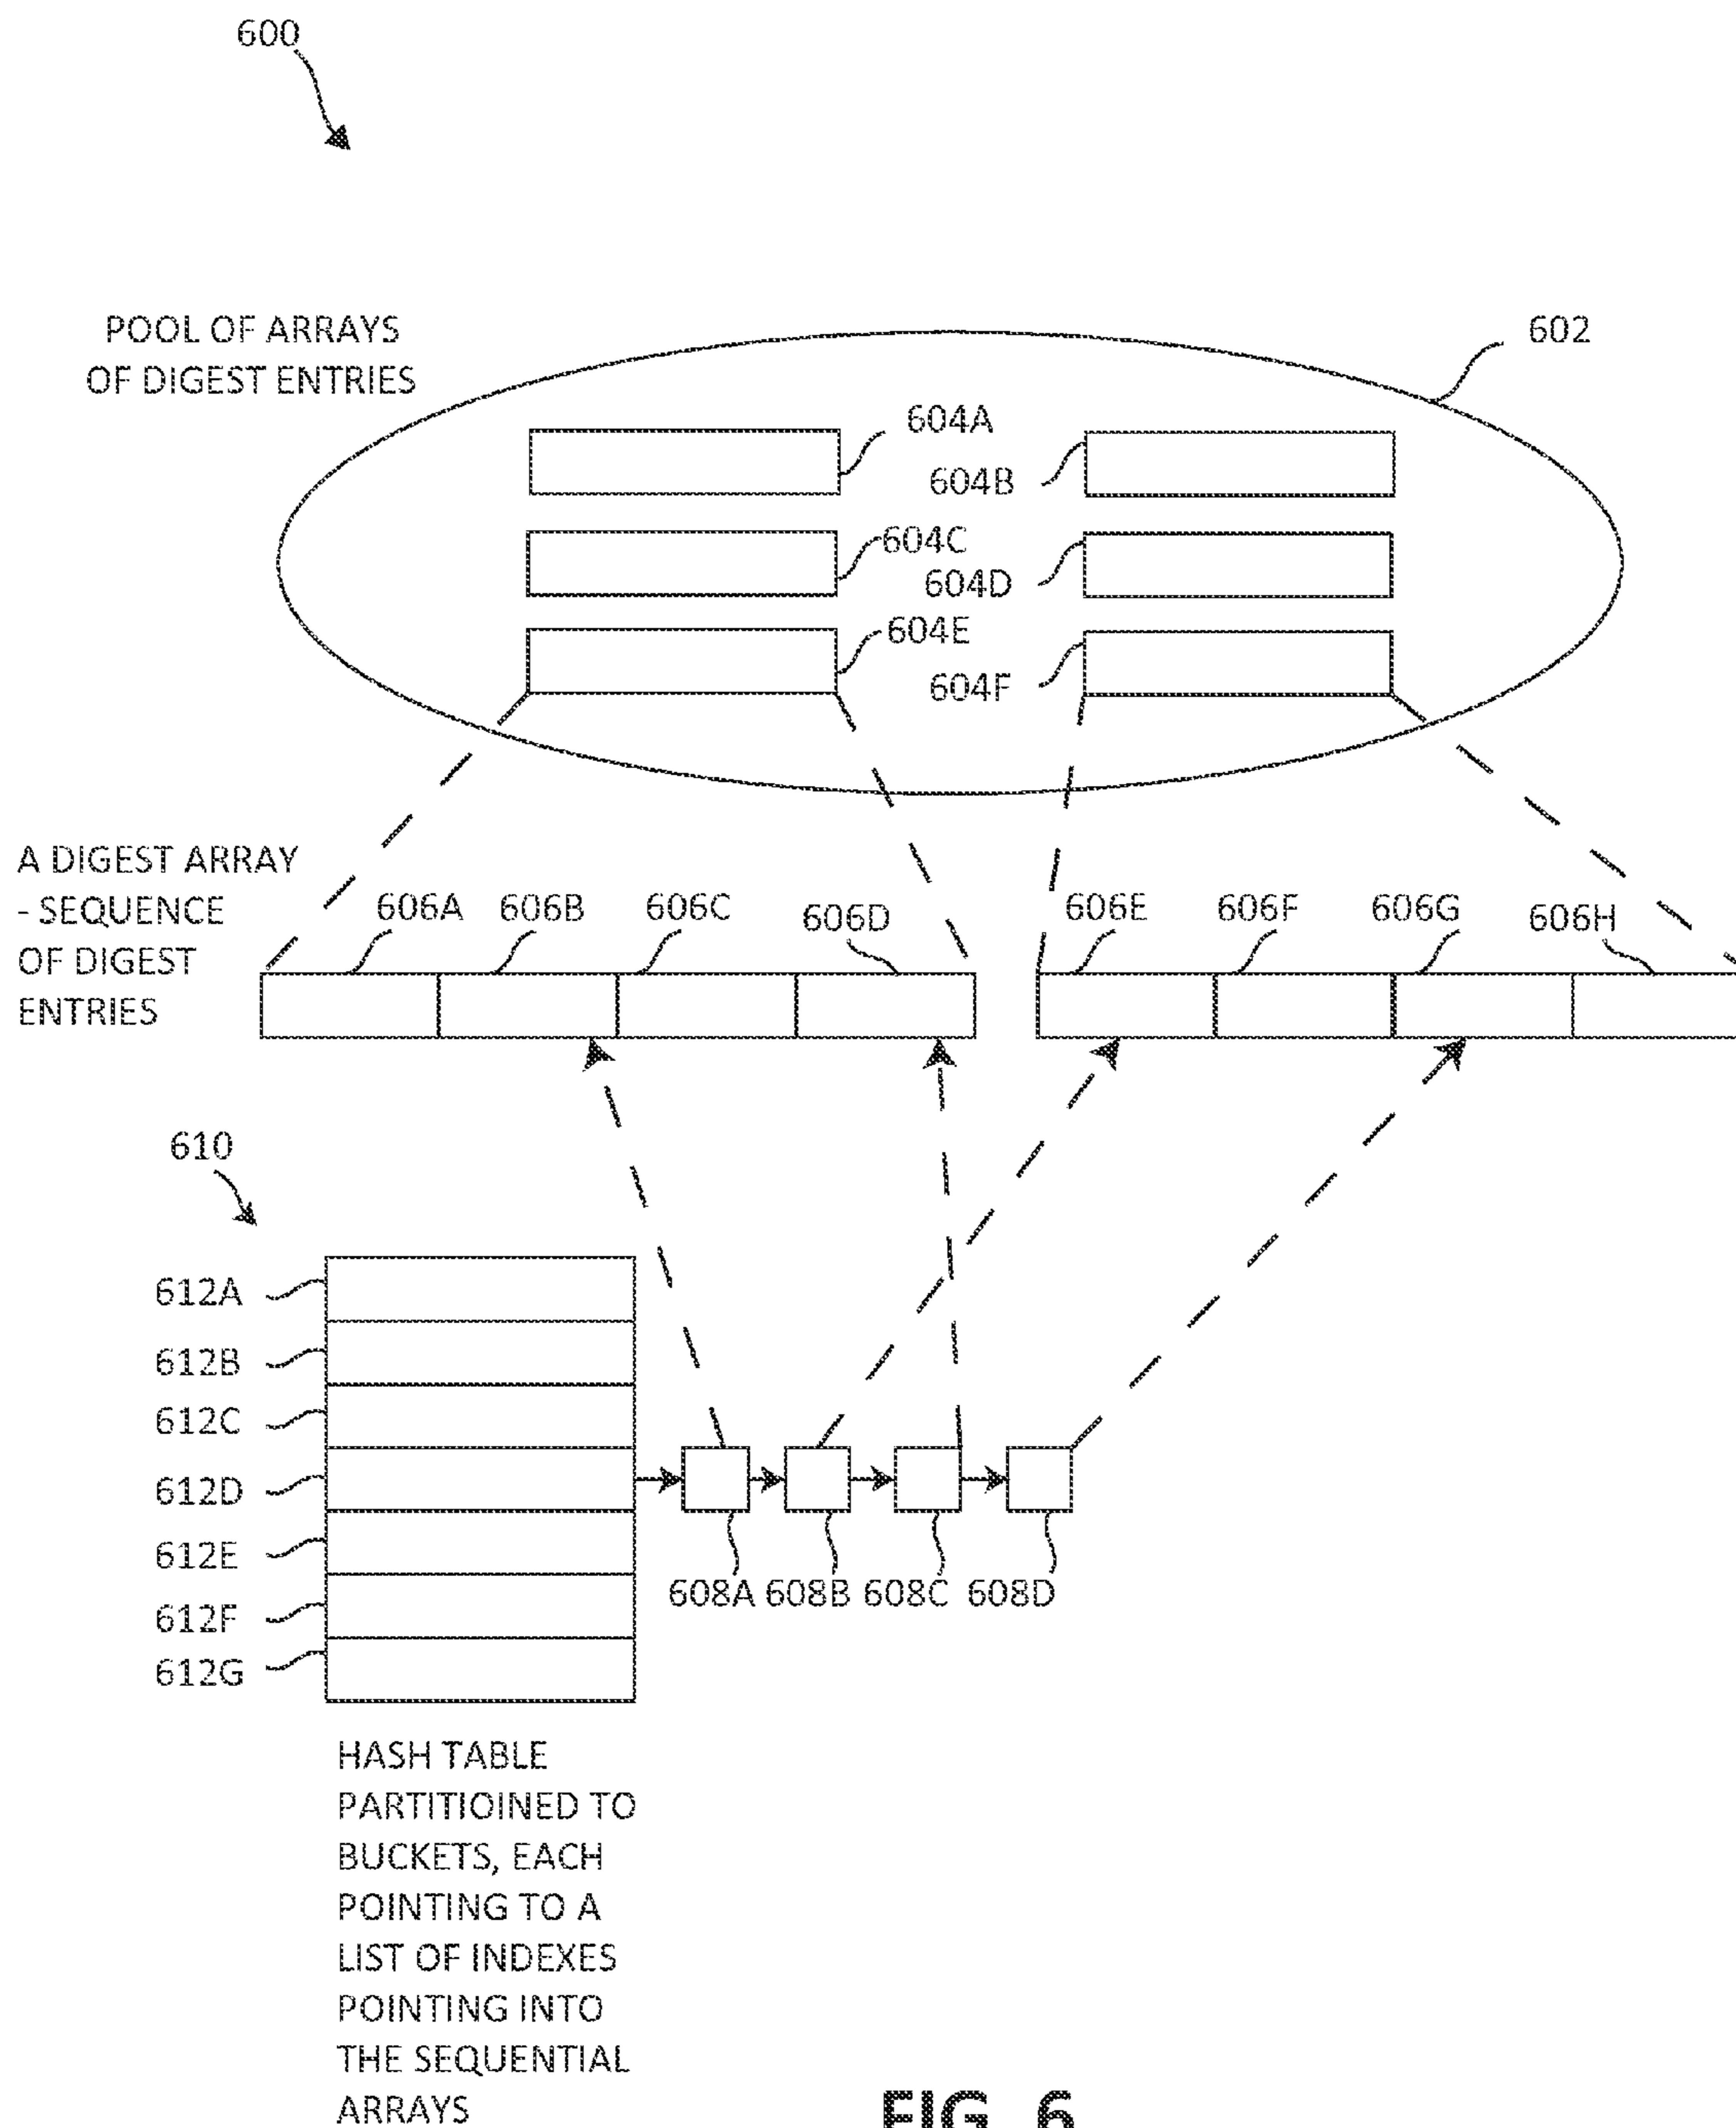 600
POOL OF ARRAYS
OF DIGEST ENTRIES
602
604A
604B
604C
604D
604E
604F
A DIGEST ARRAY
- SEQUENCE
OF DIGEST
ENTRIES
606A
606B
606C
606D
606E
606F
606G
606H
610
612A
612B
612C
612D
612E
612F
612G
608A
608B
608C
608D
HASH TABLE
PARTITIOINED TO
BUCKETS, EACH
POINTING TO A
LIST OF INDEXES
POINTING INTO
THE SEQUENTIAL
ARRAYS
FIG. 6